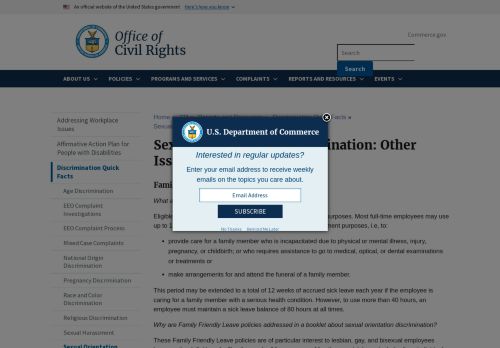 An official website of the United States government Here's how you know
Office of
Civil Rights
Commerce.gov
Search
Search
ABOUT US POLICIES PROGRAMS AND SERVICES COMPLAINTS REPORTS AND RESOURCES EVENTS
Addressing Workplace
Issues
Affirmative Action Plan for
People with Disabilities
Discrimination Quick
Facts
Age Discrimination
EEO Complaint
Investigations
EEO Complaint Process
Mixed Case Complaints
National Origin
Discrimination
Pregnancy Discrimination
Race and Color
Discrimination
Religious Discrimination
Sexual Harassment
Sexual Orientation
Home
U.S. Department of Commerce
Interested in regular updates?
Enter your email address to receive weekly
emails on the topics you care about.
Email Address
SUBSCRIBE
No Thanks Remind Me Later
ination: Other
Iss
Fami
What a
Eligible purposes. Most full-time employees may use
up to 1 ment purposes, i.e, to:
provide care for a family member who is incapacitated due to physical or mental illness, injury,
pregnancy, or childbirth; or who requires assistance to go to medical, optical, or dental examinations
or treatments or
make arrangements for and attend the funeral of a family member.
This period may be extended to a total of 12 weeks of accrued sick leave each year if the employee is
caring for a family member with a serious health condition. However, to use more than 40 hours, an
employee must maintain a sick leave balance of 80 hours at all times.
Why are Family Friendly Leave policies addressed in a booklet about sexual orientation discrimination?
These Family Friendly Leave policies are of particular interest to lesbian, gay, and bisexual employees